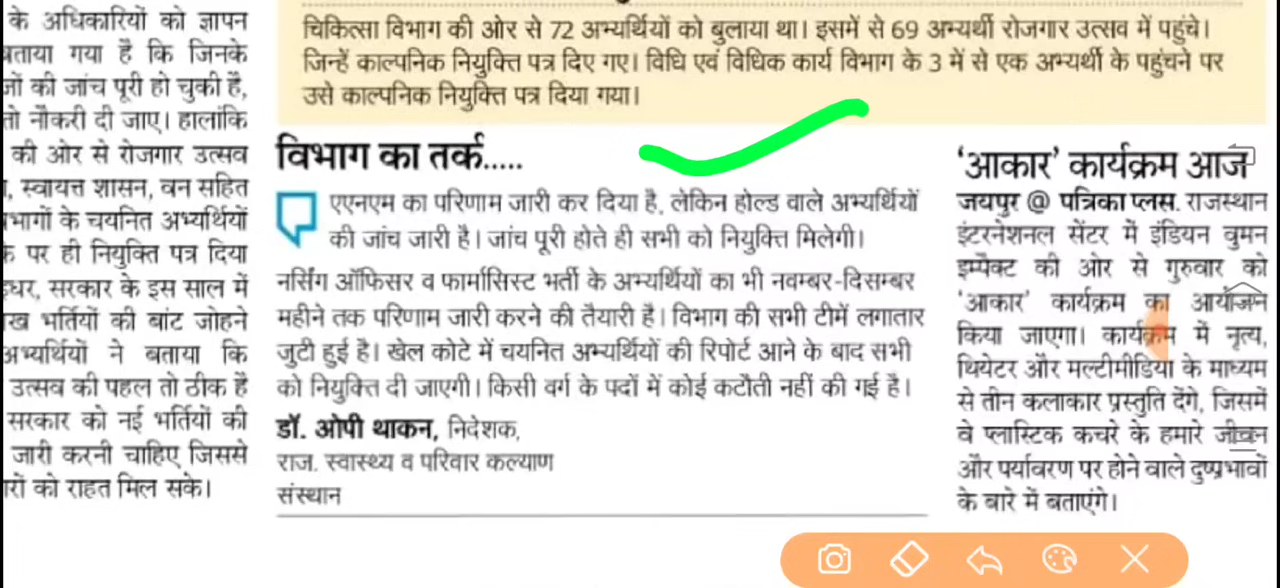 के अधिकारियों को ज्ञापन
बताया गया है कि जिनके
की जांच पूरी हो चुकी है,
तो नौकरी दी जाए। हालांकि
की ओर से रोजगार उत्सव
स्वायत्त शासन, वन सहित
के चयनित अभ्यर्थियों
पर ही नियुक्ति पत्र दिया
सरकार के इस साल में
भर्तियों की बांट जोहने
अभ्यर्थियों ने बताया कि
उत्सव की पहल तो ठीक है
सरकार को नई भर्तियों की
जारी करनी चाहिए जिससे
को राहत मिल सके।
चिकित्सा विभाग की ओर से 72 अभ्यर्थियों को बुलाया था। इसमें से 69 अभ्यर्थी रोजगार उत्सव में पहुंचे।
जिन्हें काल्पनिक नियुक्ति पत्र दिए गए। विधि एवं विधिक कार्य विभाग के 3 में से एक अभ्यर्थी के पहुंचने पर
उसे काल्पनिक नियुक्ति पत्र दिया गया।
विभाग का तर्क.....
एएनएम का परिणाम जारी कर दिया है, लेकिन होल्ड वाले अभ्यर्थियों
की जांच जारी है। जांच पूरी होते ही सभी को नियुक्ति मिलेगी।
नर्सिंग ऑफिसर व फार्मासिस्ट भर्ती के अभ्यर्थियों का भी नवम्बर-दिसम्बर
महीने तक परिणाम जारी करने की तैयारी है। विभाग की सभी टीमें लगातार
जुटी हुई है। खेल कोटे में चयनित अभ्यर्थियों की रिपोर्ट आने के बाद सभी
को नियुक्ति दी जाएगी। किसी वर्ग के पदों में कोई कटौती नहीं की गई है।
डॉ. ओपी थाकन, निदेशक,
राज. स्वास्थ्य व परिवार कल्याण
संस्थान
‘आकार’ कार्यक्रम आज
जयपुर @ पत्रिका प्लस. राजस्थान
इंटरनेशनल सेंटर में इंडियन वुमन
इम्पैक्ट की ओर से गुरुवार को
‘आकार’ कार्यक्रम का आयोजन
किया जाएगा। कार्यक्रम में नृत्य,
थियेटर और मल्टीमीडिया के माध्यम
से तीन कलाकार प्रस्तुति देंगे, जिसमें
वे प्लास्टिक कचरे के हमारे जीवन
और पर्यावरण पर होने वाले दुष्प्रभावों
के बारे में बताएंगे।